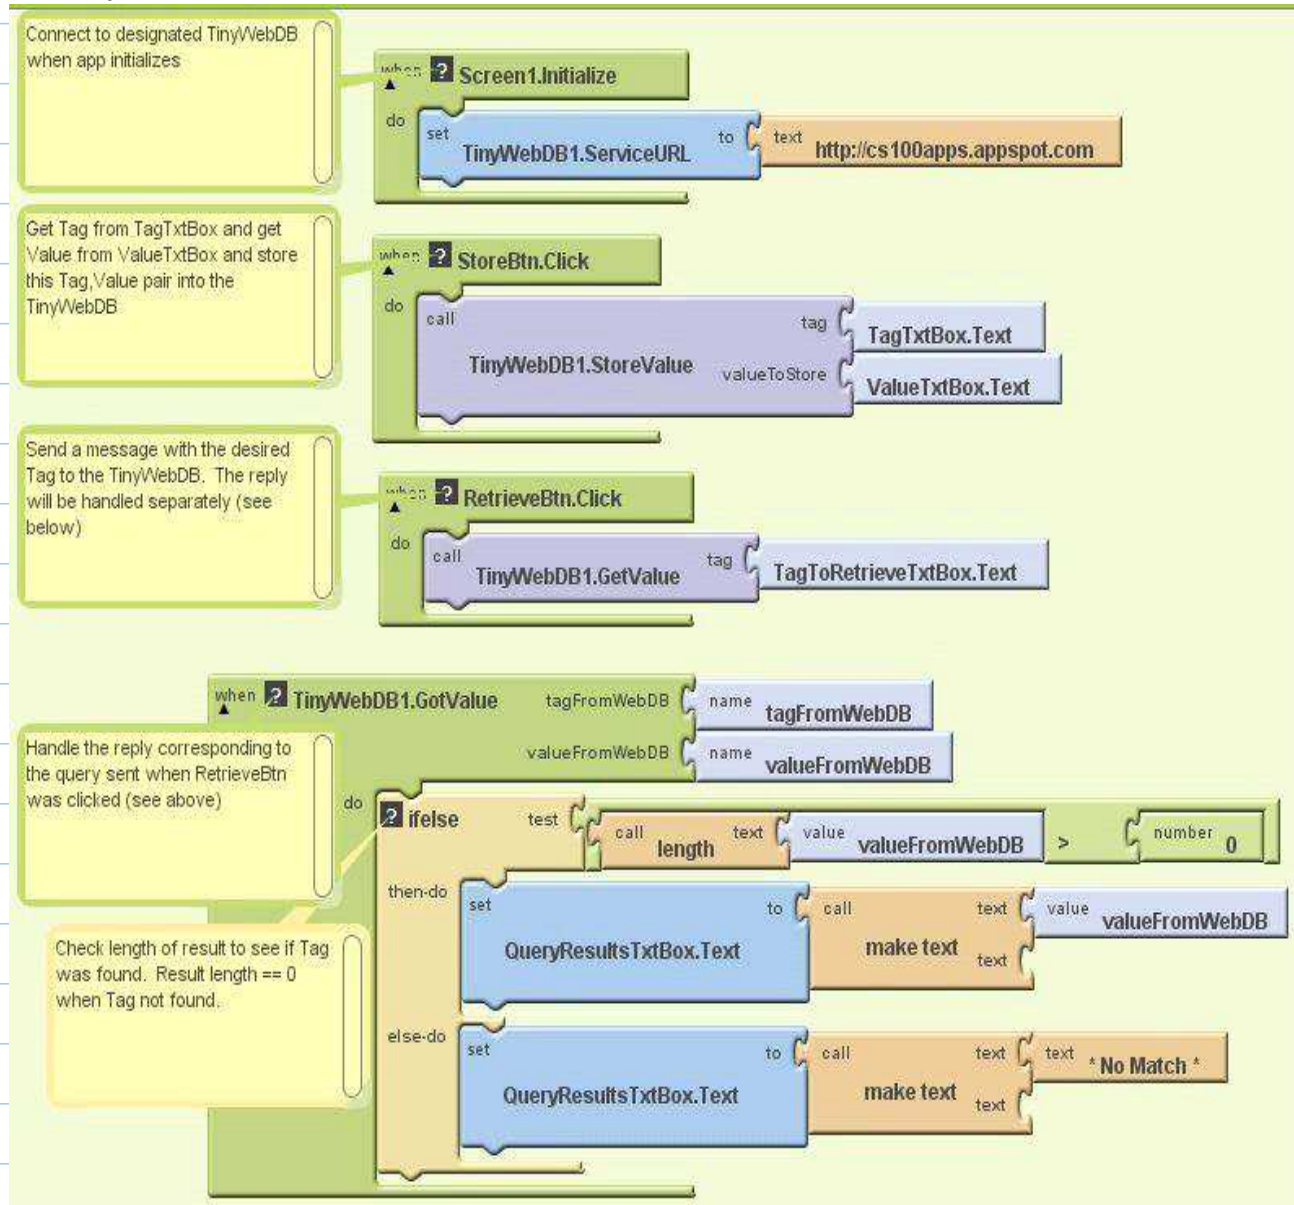 Connect to designated TinyWebDB
when app initializes
when ? Screen1.Initialize
do
set TinyWebDB1.ServiceURL to text http://cs100apps.appspot.com
Get Tag from TagTxtBox and get
Value from ValueTxtBox and store
this Tag,Value pair into the
TinyWebDB
when ? StoreBtn.Click
do
call tag TagTxtBox.Text
TinyWebDB1.StoreValue valueToStore ValueTxtBox.Text
Send a message with the desired
Tag to the TinyWebDB. The reply
will be handled separately (see
below)
when ? RetrieveBtn.Click
do
call TinyWebDB1.GetValue tag TagToRetrieveTxtBox.Text
when ? TinyWebDB1.GotValue tagFromWebDB name tagFromWebDB
valueFromWebDB name valueFromWebDB
Handle the reply corresponding to
the query sent when RetrieveBtn
was clicked (see above)
do
? ifelse test call length text value valueFromWebDB > number 0
then-do
set QueryResultsTxtBox.Text to call make text text value valueFromWebDB
text
Check length of result to see if Tag
was found. Result length == 0
when Tag not found.
else-do
set QueryResultsTxtBox.Text to call make text text text * No Match *
text